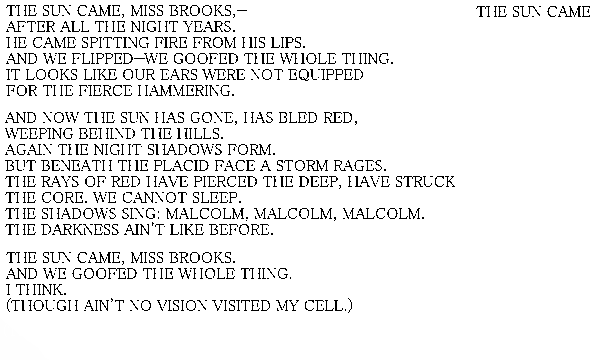 THE SUN CAME
THE SUN CAME, MISS BROOKS,—
AFTER ALL THE NIGHT YEARS.
HE CAME SPITTING FIRE FROM HIS LIPS.
AND WE FLIPPED—WE GOOFED THE WHOLE THING.
IT LOOKS LIKE OUR EARS WERE NOT EQUIPPED
FOR THE FIERCE HAMMERING.

AND NOW THE SUN HAS GONE, HAS BLED RED,
WEEPING BEHIND THE HILLS.
AGAIN THE NIGHT SHADOWS FORM.
BUT BENEATH THE PLACID FACE A STORM RAGES.
THE RAYS OF RED HAVE PIERCED THE DEEP, HAVE STRUCK
THE CORE. WE CANNOT SLEEP.
THE SHADOWS SING: MALCOLM, MALCOLM, MALCOLM.
THE DARKNESS AIN'T LIKE BEFORE.

THE SUN CAME, MISS BROOKS.
AND WE GOOFED THE WHOLE THING.
I THINK.
(THOUGH AIN'T NO VISION VISITED MY CELL.)